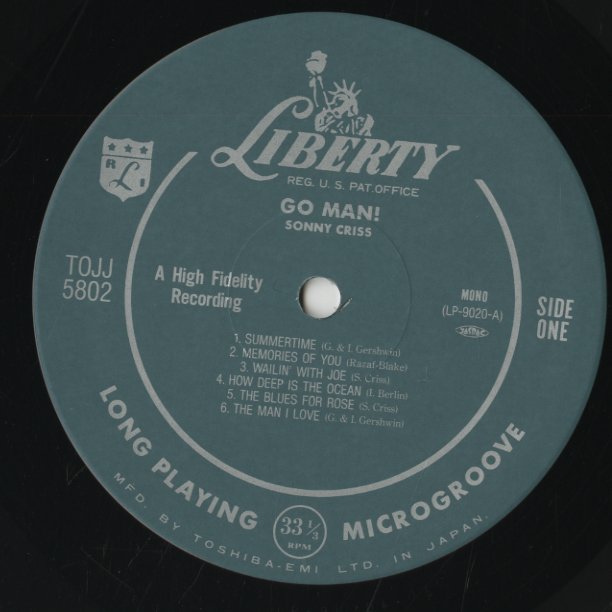 LIBERTY
REG. U. S. PAT. OFFICE
GO MAN!
SONNY CRISS
R L I
TOJJ
5802
A High Fidelity
Recording
MONO
(LP-9020-A)
JASRAC
SIDE
ONE
1. SUMMERTIME (G. & I. Gershwin)
2. MEMORIES OF YOU (Razaf-Blake)
3. WAILIN' WITH JOE (S. Criss)
4. HOW DEEP IS THE OCEAN (I. Berlin)
5. THE BLUES FOR ROSE (S. Criss)
6. THE MAN I LOVE (G. & I. Gershwin)
LONG PLAYING MICROGROOVE
33 1/3
RPM
MFD. BY TOSHIBA-EMI LTD. IN JAPAN.